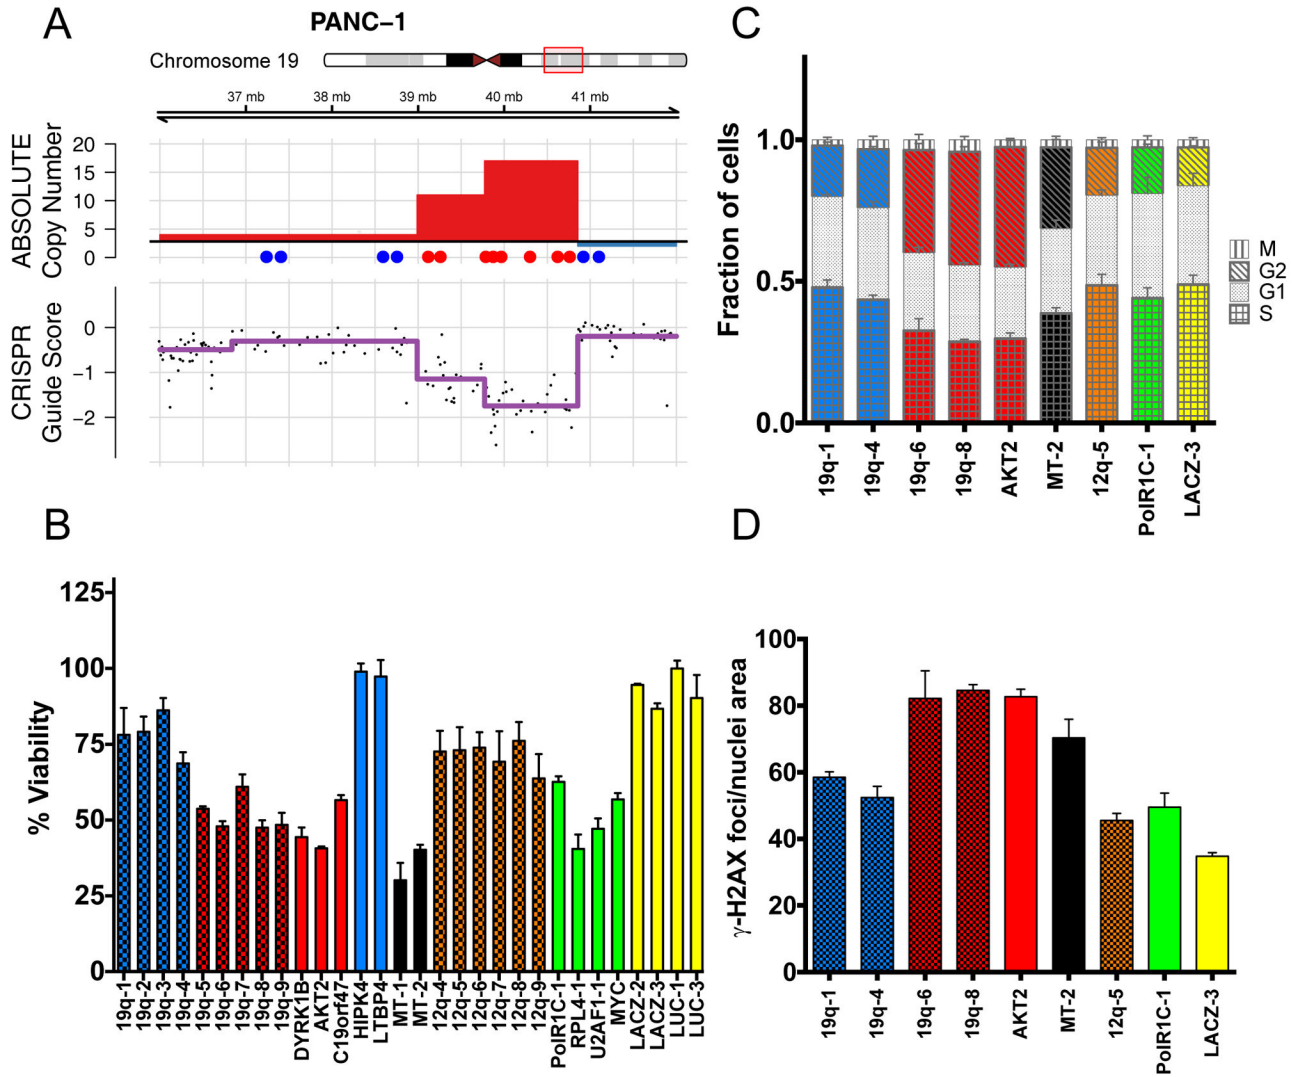 A
PANC–1
Chromosome 19
37 mb 38 mb 39 mb 40 mb 41 mb
ABSOLUTE
Copy Number
20
15
10
5
0
CRISPR
Guide Score
0
−1
−2
C
Fraction of cells
1.0
0.5
0.0
M
G2
G1
S
19q-1 19q-4 19q-6 19q-8 AKT2 MT-2 12q-5 PolR1C-1 LACZ-3
B
% Viability
125
100
75
50
25
0
19q-1 19q-2 19q-3 19q-4 19q-5 19q-6 19q-7 19q-8 19q-9 DYRK1B AKT2 C19orf47 HIPK4 LTBP4 MT-1 MT-2 12q-4 12q-5 12q-6 12q-7 12q-8 12q-9 PolR1C-1 RPL4-1 U2AF1-1 MYC LACZ-2 LACZ-3 LUC-1 LUC-3
D
γ-H2AX foci/nuclei area
100
80
60
40
20
0
19q-1 19q-4 19q-6 19q-8 AKT2 MT-2 12q-5 PolR1C-1 LACZ-3